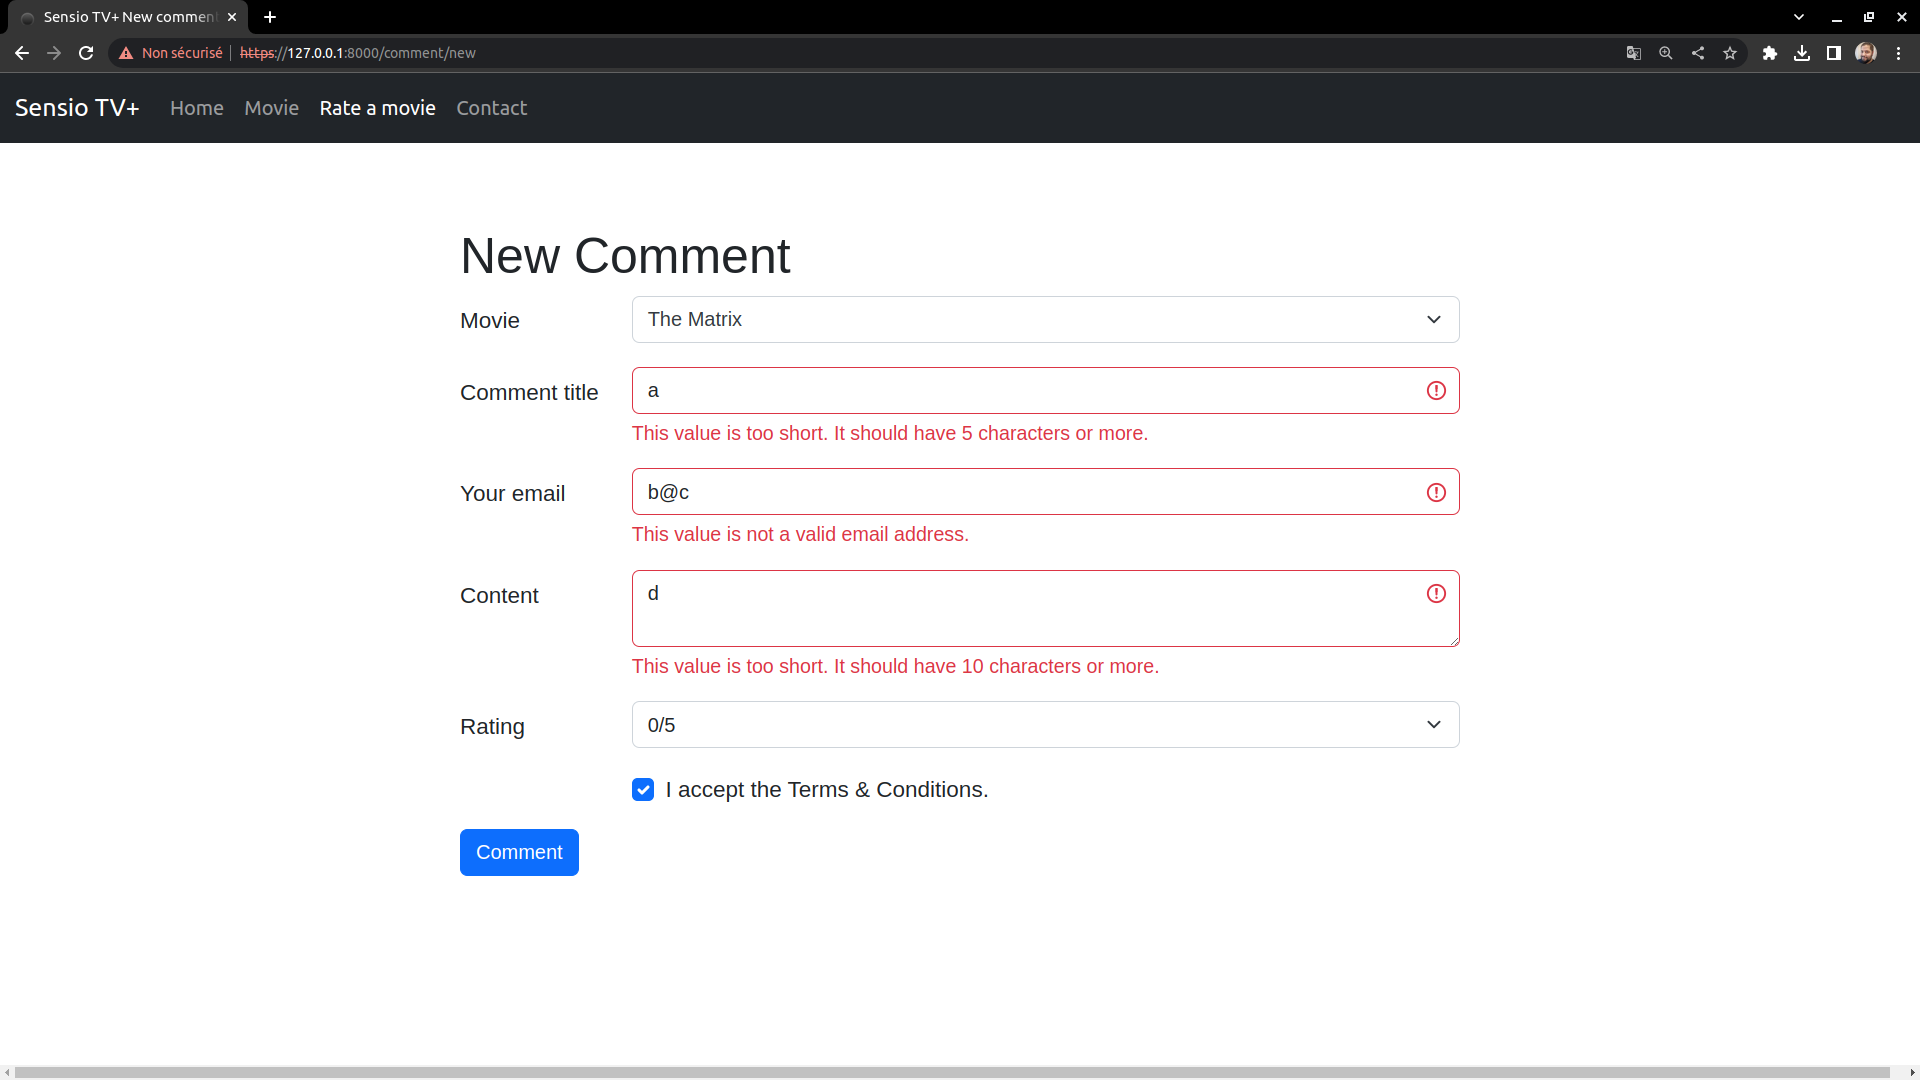 Sensio TV+ New comment
Non sécurisé https://127.0.0.1:8000/comment/new
Sensio TV+ Home Movie Rate a movie Contact
New Comment
Movie The Matrix
Comment title a
This value is too short. It should have 5 characters or more.
Your email b@c
This value is not a valid email address.
Content d
This value is too short. It should have 10 characters or more.
Rating 0/5
I accept the Terms & Conditions.
Comment